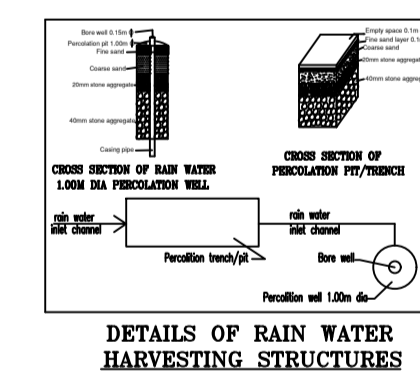 Bore well 0.15m
Percolation pit 1.00m
Fine sand
Coarse sand
20mm stone aggregate
40mm stone aggregate
Casing pipe
CROSS SECTION OF RAIN WATER
1.00M DIA PERCOLATION WELL
Empty space 0.1m
Fine sand layer 0.1
Coarse sand
20mm stone aggregat
40mm stone aggreg
CROSS SECTION OF
PERCOLATION PIT/TRENCH
rain water
inlet channel
Percolition trench/pit
rain water
inlet channel
Bore well
Percolition well 1.00m dia
DETAILS OF RAIN WATER
HARVESTING STRUCTURES